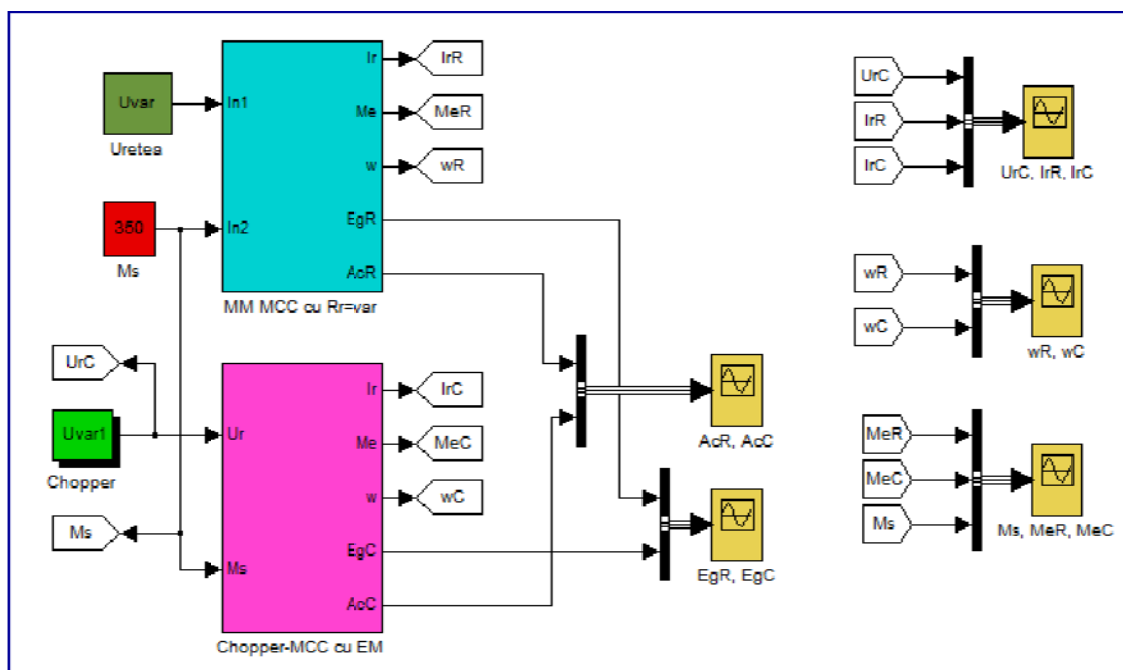 Uvar
Uretea
In1
In2
Ir
Me
w
EgR
AcR
MM MCC cu Rr=var
IrR
MeR
wR
350
Ms
UrC
Uvar1
Chopper
Ms
Ur
Ms
Ir
Me
w
EgC
AcC
Chopper-MCC cu EM
IrC
MeC
wC
AcR, AcC
EgR, EgC
UrC
IrR
IrC
UrC, IrR, IrC
wR
wC
wR, wC
MeR
MeC
Ms
Ms, MeR, MeC